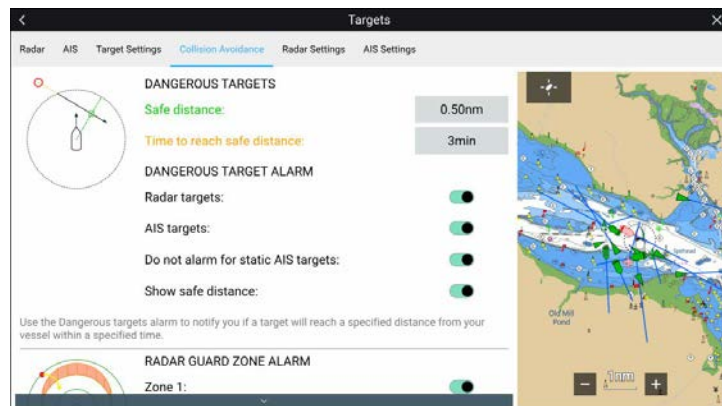 Targets
Radar AIS Target Settings Collision Avoidance Radar Settings AIS Settings
DANGEROUS TARGETS
Safe distance: 0.50nm
Time to reach safe distance: 3min
DANGEROUS TARGET ALARM
Radar targets:
AIS targets:
Do not alarm for static AIS targets:
Show safe distance:
Use the Dangerous targets alarm to notify you if a target will reach a specified distance from your
vessel within a specified time.
RADAR GUARD ZONE ALARM
Zone 1:
Spithead
Old Mill
Pond
1nm